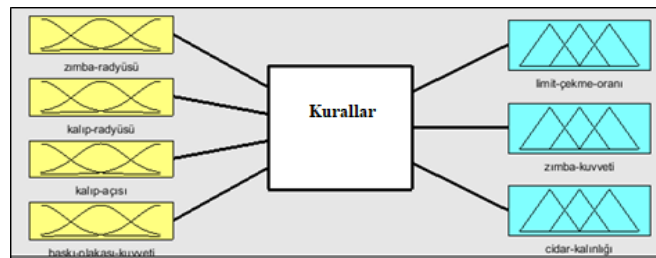 zımba-radyüsü
kalıp-radyüsü
kalıp-açısı
baskı-plakası-kuvveti
Kurallar
limit-çekme-oranı
zımba-kuvveti
cidar-kalınlığı